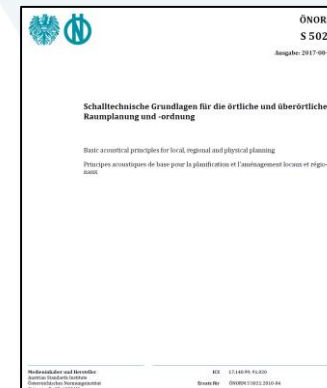 ÖNOR
S 502
Ausgabe: 2017-08-
Schalltechnische Grundlagen für die örtliche und überörtliche
Raumplanung und -ordnung
Basic acoustical principles for local, regional and physical planning
Principes acoustiques de base pour la planification et l'aménagement locaux et régio-
naux
Medieninhaber und Hersteller
Austrian Standards Institute
Österreichisches Normungsinstitut
ICS 17.140.01; 91.020
Ersatz für ÖNORM S 5021:2010-04